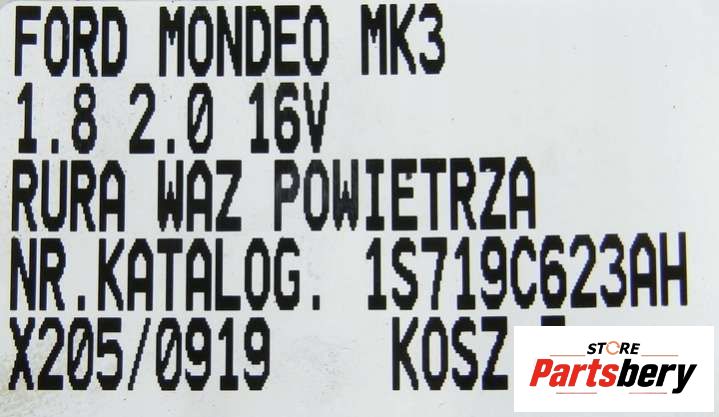 FORD MONDEO MK3
1.8 2.0 16V
RURA WAZ POWIETRZA
NR.KATALOG. 1S719C623AH
X205/0919 KOSZ
STORE
Partsbery